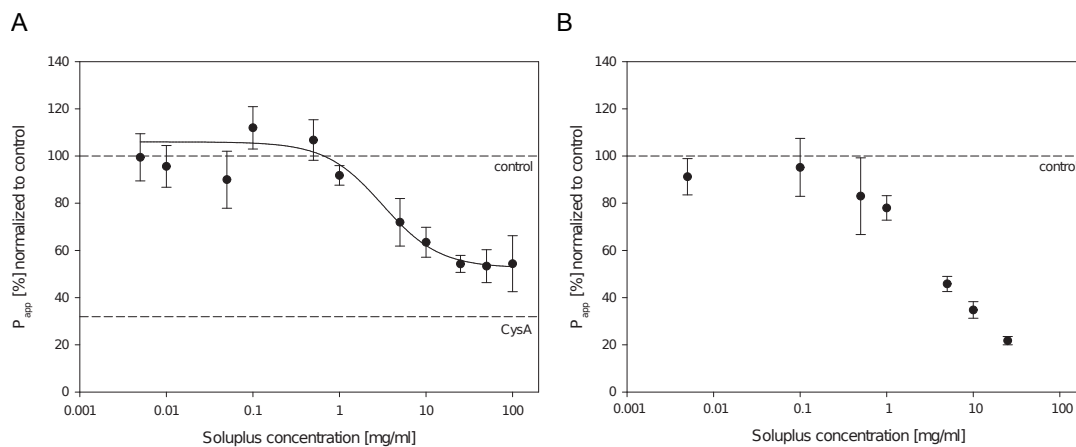 A
140
120
100
80
60
40
20
0
P app [%] normalized to control
control
CysA
0.001 0.01 0.1 1 10 100
Soluplus concentration [mg/ml]
B
140
120
100
80
60
40
20
0
P app [%] normalized to control
contro
0.001 0.01 0.1 1 10 100
Soluplus concentration [mg/ml]